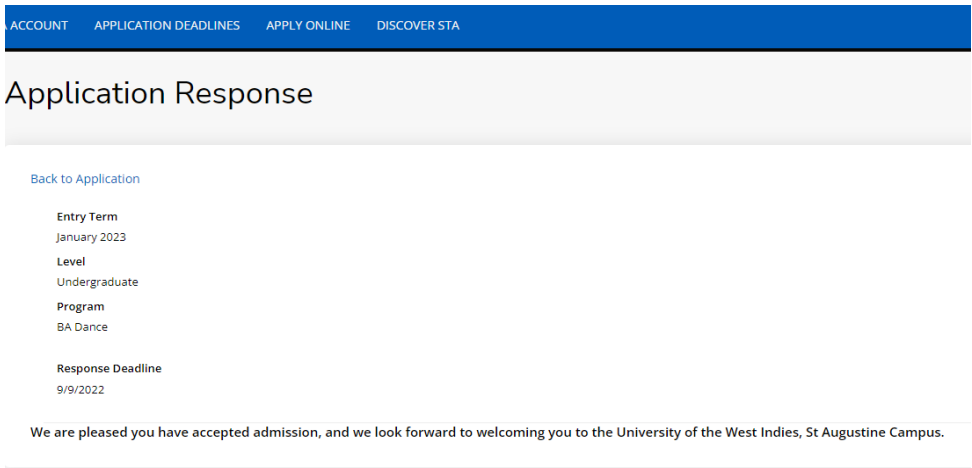 ACCOUNT APPLICATION DEADLINES APPLY ONLINE DISCOVER STA
Application Response
Back to Application
Entry Term
January 2023
Level
Undergraduate
Program
BA Dance
Response Deadline
9/9/2022
We are pleased you have accepted admission, and we look forward to welcoming you to the University of the West Indies, St Augustine Campus.